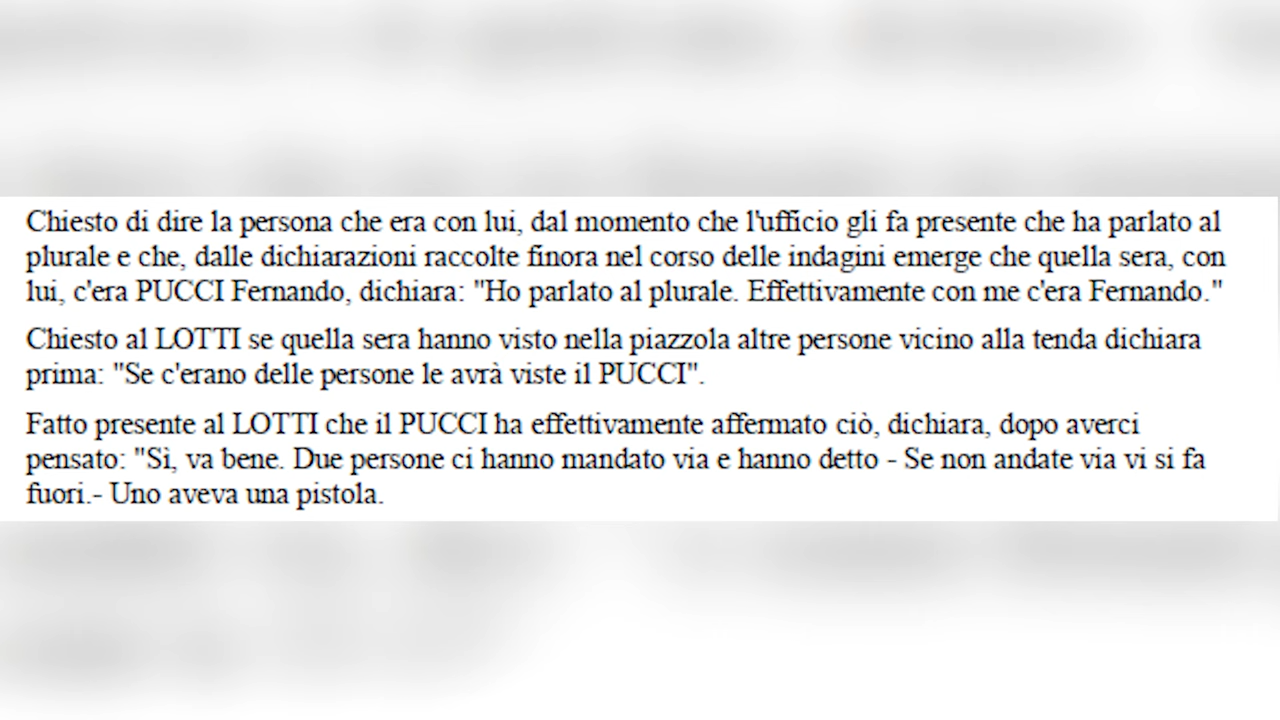 Chiesto di dire la persona che era con lui, dal momento che l'ufficio gli fa presente che ha parlato al
plurale e che, dalle dichiarazioni raccolte finora nel corso delle indagini emerge che quella sera, con
lui, c'era PUCCI Fernando, dichiara: "Ho parlato al plurale. Effettivamente con me c'era Fernando."
Chiesto al LOTTI se quella sera hanno visto nella piazzola altre persone vicino alla tenda dichiara
prima: "Se c'erano delle persone le avrà viste il PUCCI".
Fatto presente al LOTTI che il PUCCI ha effettivamente affermato ciò, dichiara, dopo averci
pensato: "Sì, va bene. Due persone ci hanno mandato via e hanno detto - Se non andate via vi si fa
fuori.- Uno aveva una pistola.